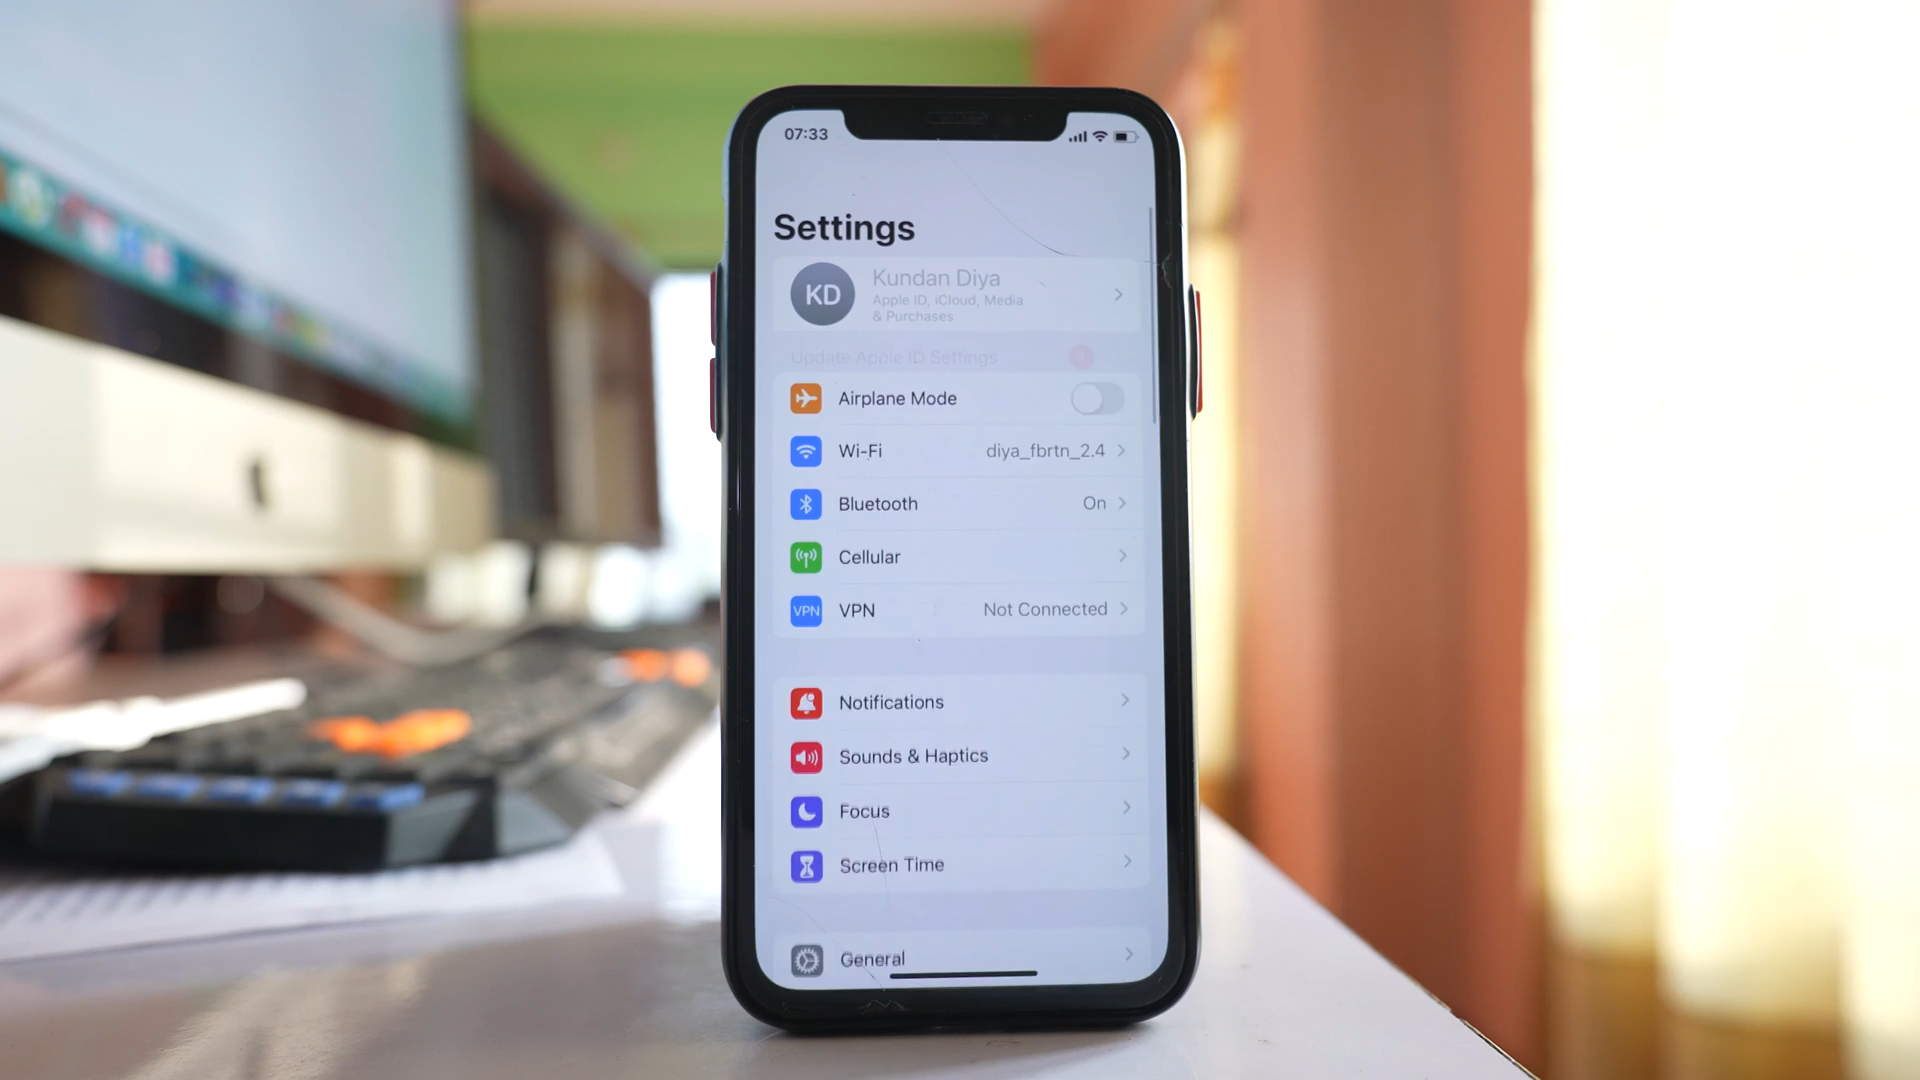 07:33
Settings
KD
Kundan Diya
Apple ID, iCloud, Media
& Purchases
Update Apple ID Settings
Airplane Mode
Wi-Fi
diya_fbrtn_2.4
Bluetooth
On
Cellular
VPN
VPN
Not Connected
Notifications
Sounds & Haptics
Focus
Screen Time
General